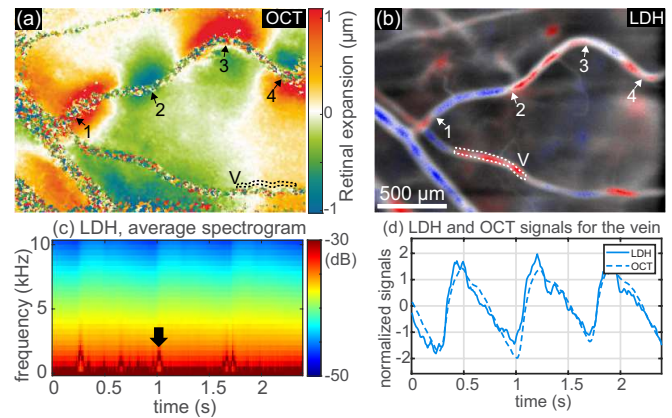 (a) OCT
1 2 3 4 V
1
0
-1
Retinal expansion (μm)
(b) LDH
1 2 3 4 V
500 μm
(c) LDH, average spectrogram
10
5
0
frequency (kHz)
0 0.5 1 1.5 2
time (s)
-30
(dB)
-50
(d) LDH and OCT signals for the vein
LDH
OCT
2
1
0
-1
-2
normalized signals
0 0.5 1 1.5 2
time (s)